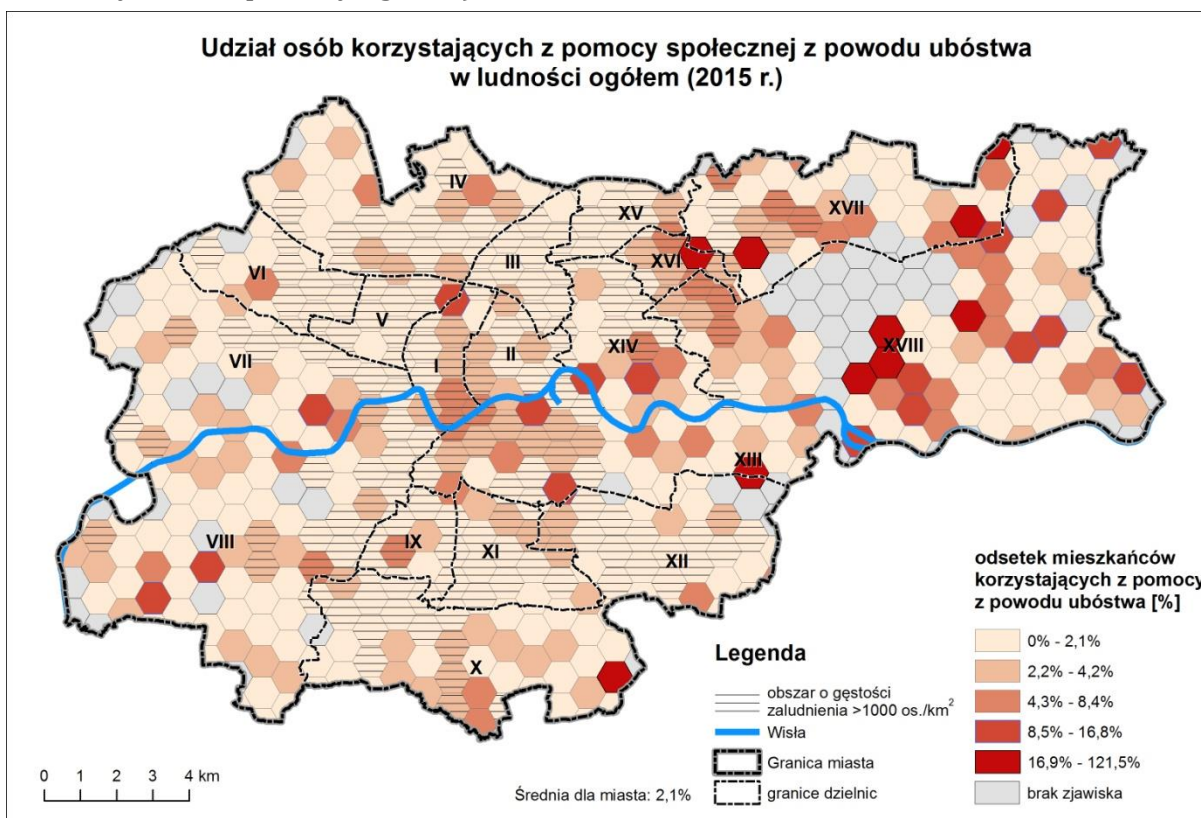 Udział osób korzystających z pomocy społecznej z powodu ubóstwa
w ludności ogółem (2015 r.)
IV
XV
XVII
III
XVI
VI
V
XIV
XVIII
VII
I
II
XIII
VIII
IX
XI
XII
X
odsetek mieszkańców
korzystających z pomocy
z powodu ubóstwa [%]
0% - 2,1%
2,2% - 4,2%
4,3% - 8,4%
8,5% - 16,8%
16,9% - 121,5%
brak zjawiska
Legenda
obszar o gęstości
zaludnienia >1000 os./km²
Wisła
Granica miasta
granice dzielnic
0 1 2 3 4 km
Średnia dla miasta: 2,1%